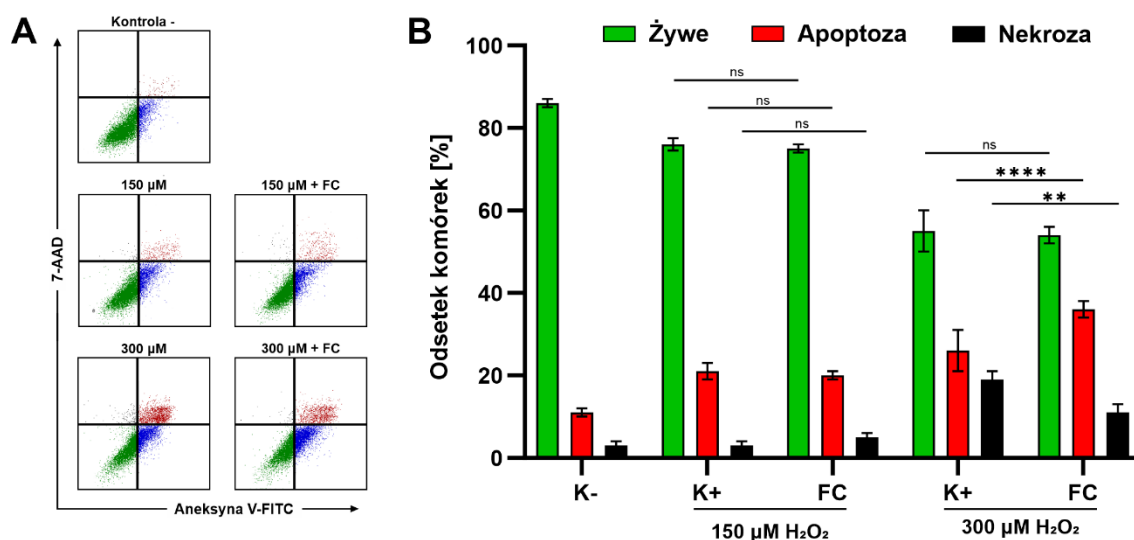 A
Kontrola -
150 µM
150 µM + FC
300 µM
300 µM + FC
7-AAD
Aneksyna V-FITC
B
Żywe
Apoptoza
Nekroza
Odsetek komórek [%]
100
80
60
40
20
0
ns
ns
ns
ns
****
**
K-
K+
FC
K+
FC
150 µM H₂O₂
300 µM H₂O₂